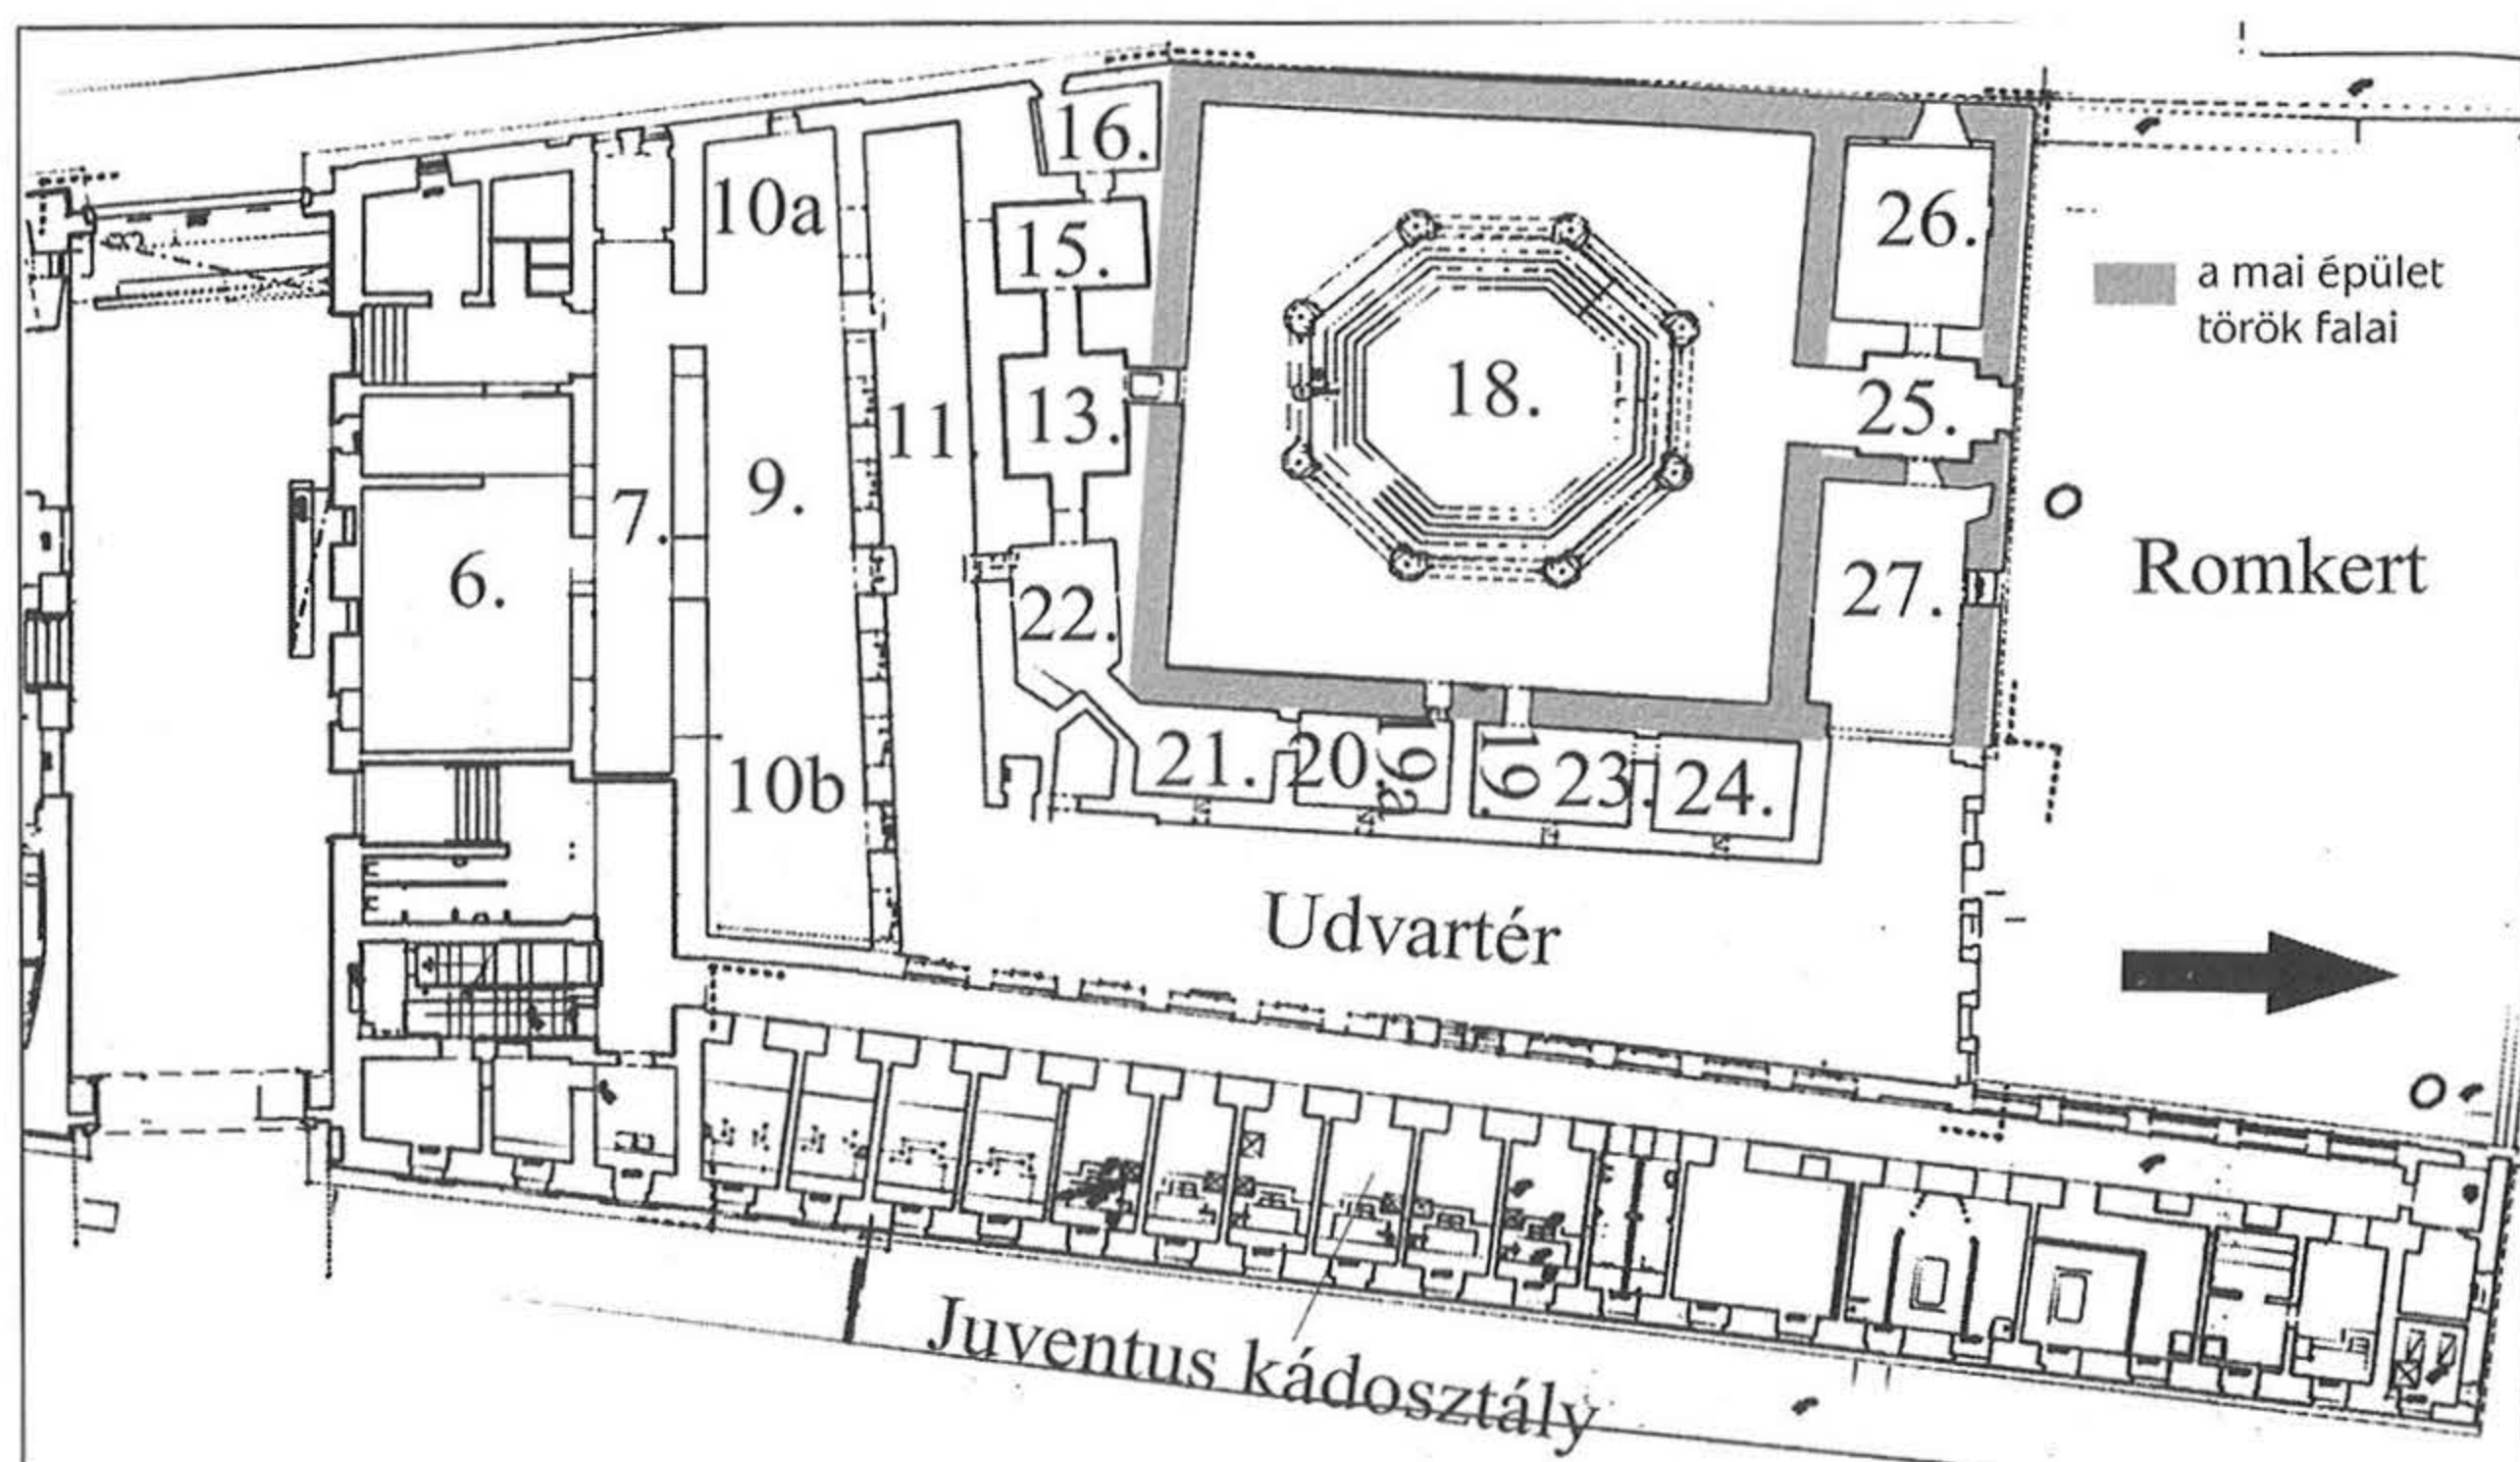 16.
10a
15.
26.
a mai épület
török falai
18.
13.
25.
11
9.
7.
6.
22.
27.
Romkert
21.
20.
19a
19.
23.
24.
10b
Udvartér
Juventus kádosztály